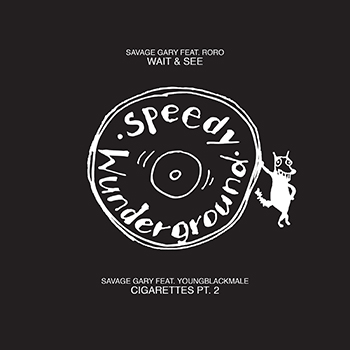 SAVAGE GARY FEAT. RORO
WAIT & SEE
·Speedy·
Wunderground
SAVAGE GARY FEAT. YOUNGBLACKMALE
CIGARETTES PT. 2